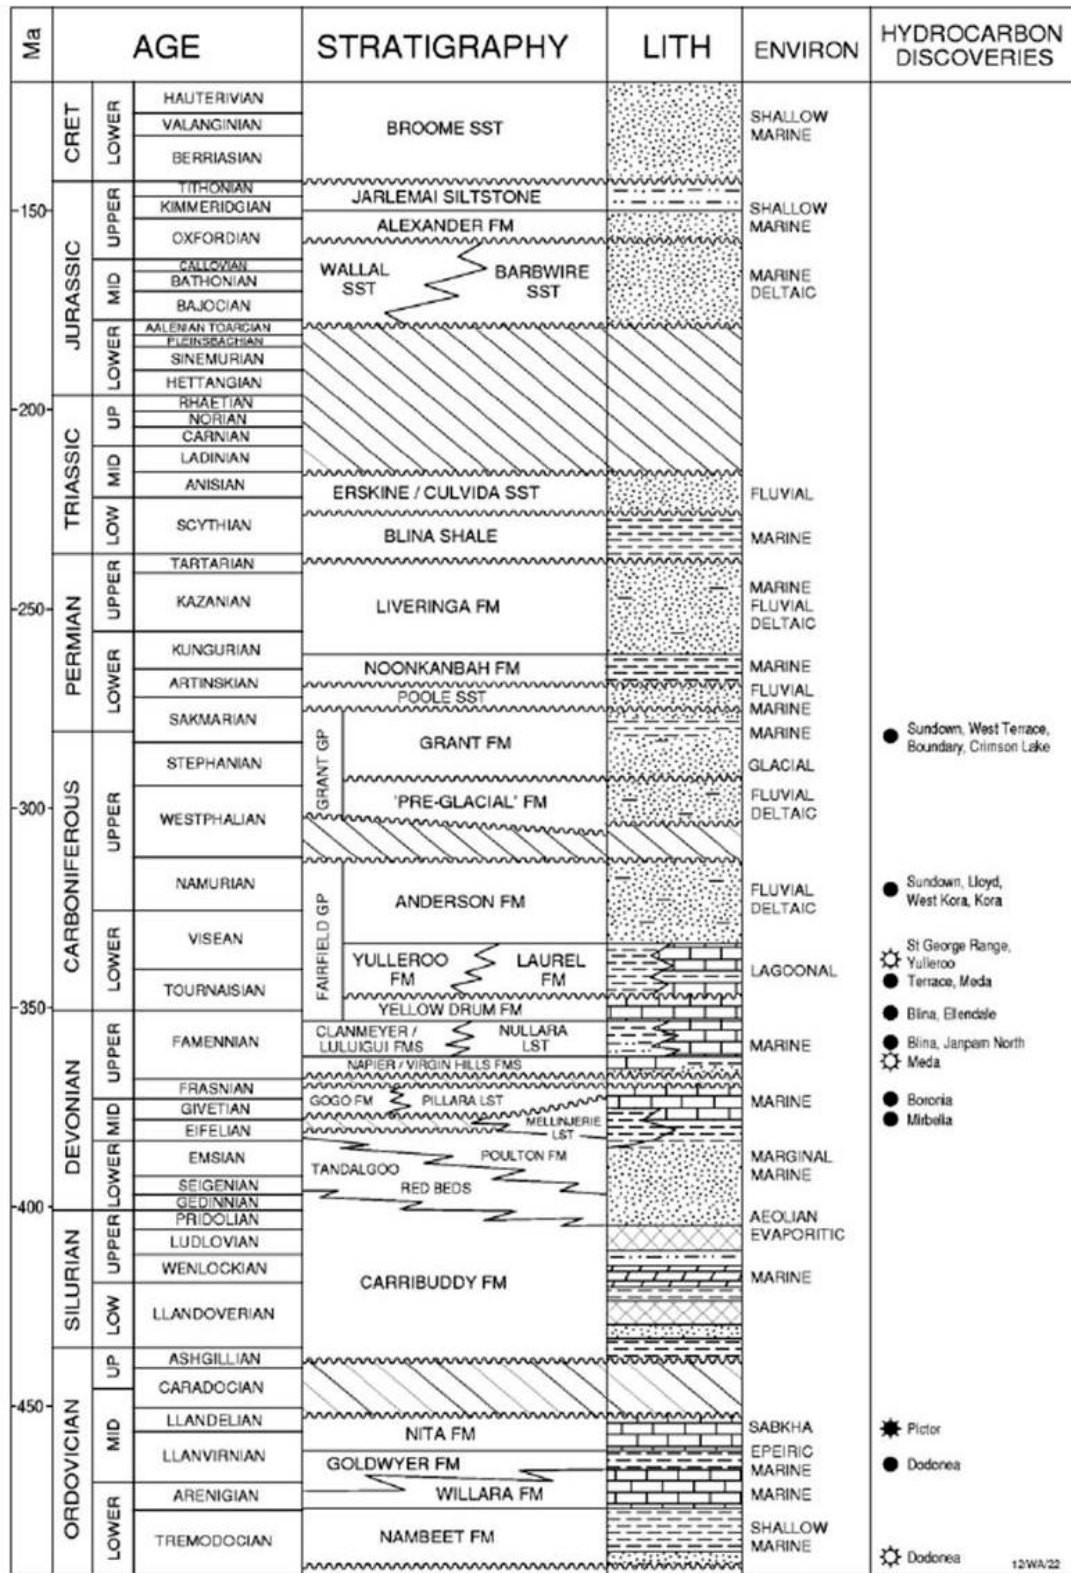 Ma
AGE
STRATIGRAPHY
LITH
ENVIRON
HYDROCARBON
DISCOVERIES
CRET
LOWER
HAUTERIVIAN
VALANGINIAN
BERRIASIAN
BROOME SST
SHALLOW
MARINE
150
JURASSIC
UPPER
TITHONIAN
KIMMERIDGIAN
OXFORDIAN
JARLEMAI SILTSTONE
ALEXANDER FM
SHALLOW
MARINE
MID
CALLOVIAN
BATHONIAN
BAJOCIAN
WALLAL
SST
BARBWIRE
SST
MARINE
DELTAIC
LOWER
AALENIAN TOARCIAN
PLEINSBACHIAN
SINEMURIAN
HETTANGIAN
200
TRIASSIC
UP
RHAETIAN
NORIAN
CARNIAN
MID
LADINIAN
ANISIAN
ERSKINE / CULVIDA SST
FLUVIAL
LOW
SCYTHIAN
BLINA SHALE
MARINE
250
PERMIAN
UPPER
TARTARIAN
KAZANIAN
LIVERINGA FM
MARINE
FLUVIAL
DELTAIC
LOWER
KUNGURIAN
ARTINSKIAN
SAKMARIAN
NOONKANBAH FM
MARINE
POOLE SST
FLUVIAL
MARINE
GRANT GP
GRANT FM
MARINE
GLACIAL
Sundown, West Terrace,
Boundary, Crimson Lake
300
CARBONIFEROUS
UPPER
STEPHANIAN
WESTPHALIAN
NAMURIAN
'PRE-GLACIAL' FM
FLUVIAL
DELTAIC
FAIRFIELD GP
ANDERSON FM
FLUVIAL
DELTAIC
Sundown, Lloyd,
West Kora, Kora
LOWER
VISEAN
TOURNAISIAN
YULLEROO
FM
LAUREL
FM
LAGOONAL
St George Range,
Yulleroo
Terrace, Meda
350
YELLOW DRUM FM
Blina, Ellendale
DEVONIAN
UPPER
FAMENNIAN
FRASNIAN
CLANMEYER /
LULUIGUI FMS
NULLARA
LST
MARINE
Blina, Janpam North
Meda
NAPIER / VIRGIN HILLS FMS
MID
GIVETIAN
EIFELIAN
GOGO FM
PILLARA LST
MELLINJERIE
LST
MARINE
Boronia
Mirbelia
LOWER
EMSIAN
SEIGENIAN
GEDINNIAN
TANDALGOO
RED BEDS
POULTON FM
MARGINAL
MARINE
400
SILURIAN
UPPER
PRIDOLIAN
LUDLOVIAN
WENLOCKIAN
AEOLIAN
EVAPORITIC
CARRIBUDDY FM
MARINE
LOW
LLANDOVERIAN
ORDOVICIAN
UP
ASHGILLIAN
CARADOCIAN
450
MID
LLANDELIAN
LLANVIRNIAN
NITA FM
SABKHA
Pictor
GOLDWYER FM
EPEIRIC
MARINE
Dodonea
LOWER
ARENIGIAN
TREMODOCIAN
WILLARA FM
MARINE
NAMBEET FM
SHALLOW
MARINE
Dodonea
12/WA/22